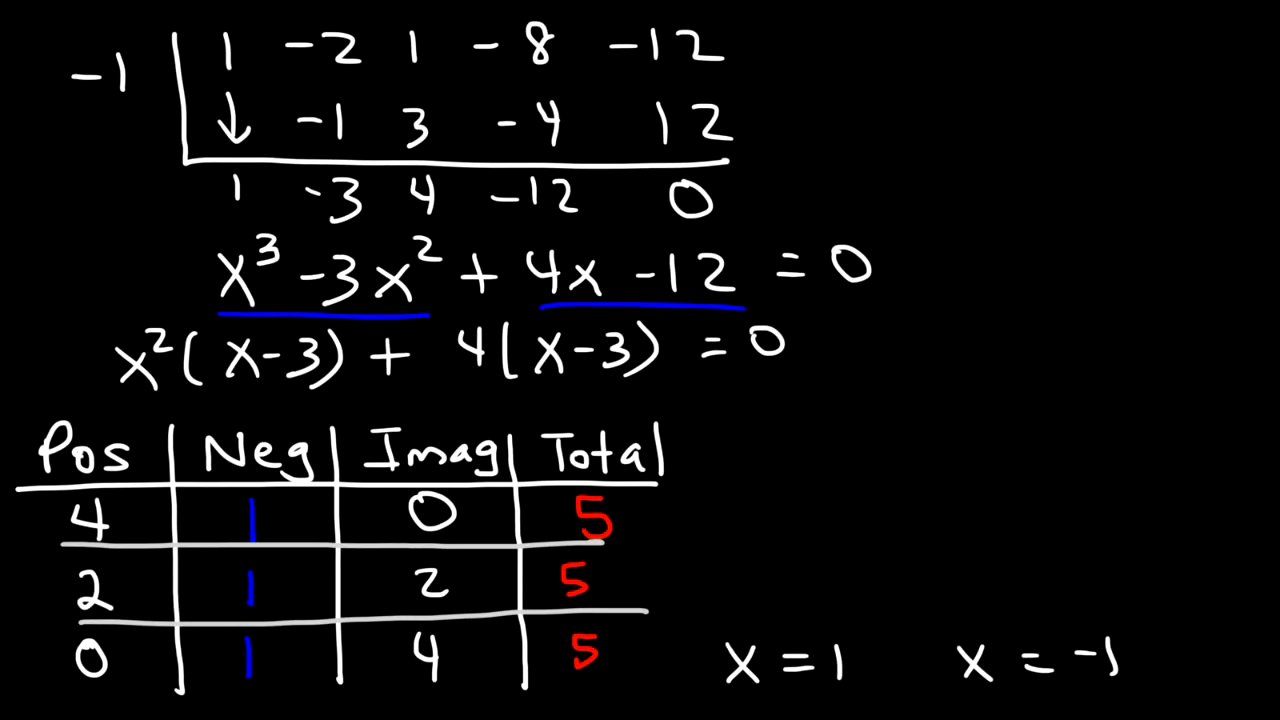 -1 | 1 -2 1 -8 -12
↓ -1 3 -4 12
1 -3 4 -12 0
x³ -3x² + 4x -12 = 0
x²(x-3) + 4(x-3) = 0
Pos | Neg | Imag | Total
4 | 1 | 0 | 5
2 | 1 | 2 | 5
0 | 1 | 4 | 5
x = 1 x = -1